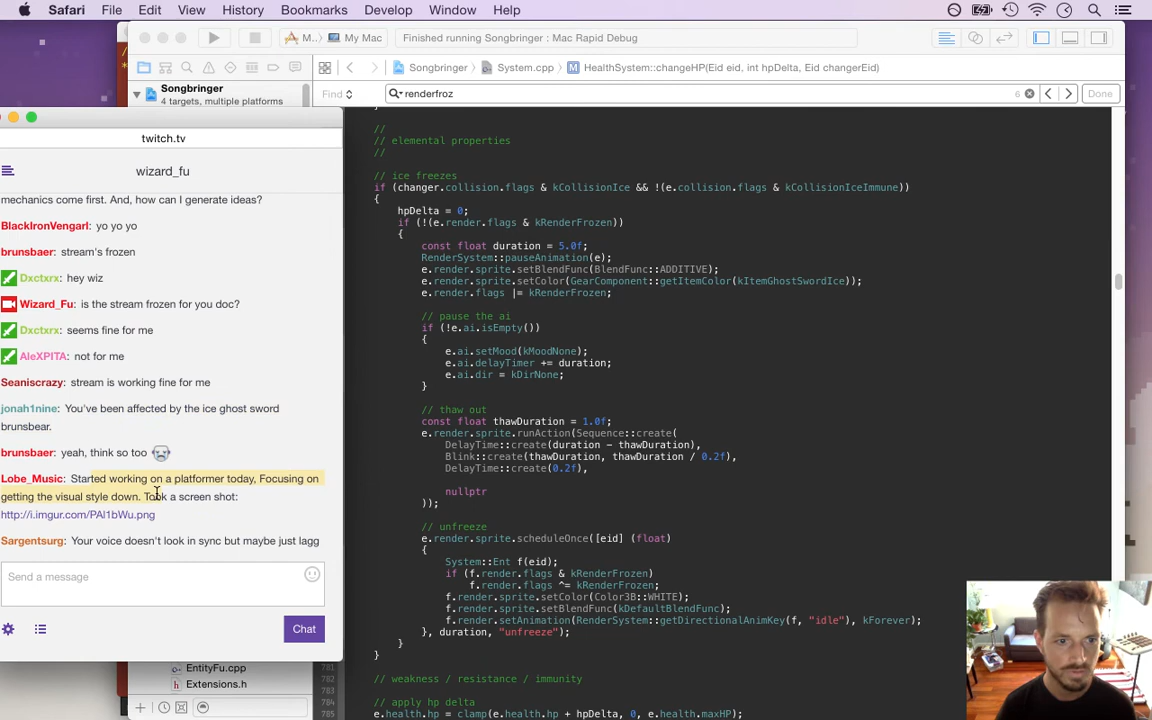 Safari File Edit View History Bookmarks Develop Window Help
M... My Mac
Finished running Songbringer : Mac Rapid Debug
Songbringer System.cpp HealthSystem::changeHP(Eid eid, int hpDelta, Eid changerEid)
Songbringer
4 targets, multiple platforms
Find renderfroz 6 Done
twitch.tv
wizard_fu
mechanics come first. And, how can I generate ideas?
BlackIronVengarl: yo yo yo
brunsbaer: stream's frozen
Dxctxrx: hey wiz
Wizard_Fu: is the stream frozen for you doc?
Dxctxrx: seems fine for me
AleXPITA: not for me
Seaniscrazy: stream is working fine for me
jonah1nine: You've been affected by the ice ghost sword
brunsbear.
brunsbaer: yeah, think so too
Lobe_Music: Started working on a platformer today, Focusing on
getting the visual style down. Took a screen shot:
http://i.imgur.com/PAl1bWu.png
Sargentsurg: Your voice doesn't look in sync but maybe just lagg
Send a message
Chat
EntityFu.cpp
Extensions.h
//
// elemental properties
//
// ice freezes
if (changer.collision.flags & kCollisionIce && !(e.collision.flags & kCollisionIceImmune))
{
hpDelta = 0;
if (!(e.render.flags & kRenderFrozen))
{
const float duration = 5.0f;
RenderSystem::pauseAnimation(e);
e.render.sprite.setBlendFunc(BlendFunc::ADDITIVE);
e.render.sprite.setColor(GearComponent::getItemColor(kItemGhostSwordIce));
e.render.flags |= kRenderFrozen;
// pause the ai
if (!e.ai.isEmpty())
{
e.ai.setMood(kMoodNone);
e.ai.delayTimer += duration;
e.ai.dir = kDirNone;
}
// thaw out
const float thawDuration = 1.0f;
e.render.sprite.runAction(Sequence::create(
DelayTime::create(duration - thawDuration),
Blink::create(thawDuration, thawDuration / 0.2f),
DelayTime::create(0.2f),
nullptr
));
// unfreeze
e.render.sprite.scheduleOnce([eid] (float)
{
System::Ent f(eid);
if (f.render.flags & kRenderFrozen)
f.render.flags ^= kRenderFrozen;
f.render.sprite.setColor(Color3B::WHITE);
f.render.sprite.setBlendFunc(kDefaultBlendFunc);
f.render.setAnimation(RenderSystem::getDirectionalAnimKey(f, "idle"), kForever);
}, duration, "unfreeze");
}
}
781
782 // weakness / resistance / immunity
783
784 // apply hp delta
785 e.health.hp = clamp(e.health.hp + hpDelta, 0, e.health.maxHP);